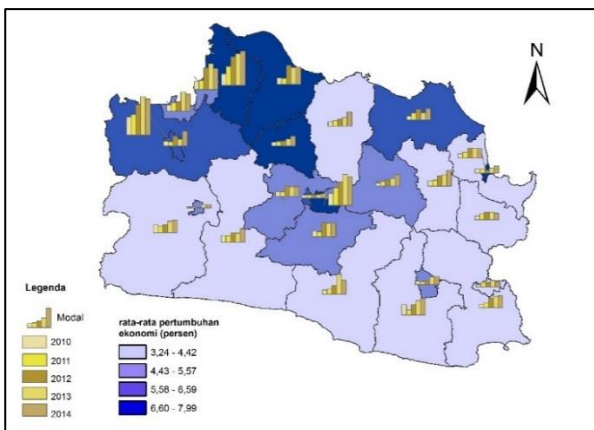 N
Legenda
Modal
2010
2011
2012
2013
2014
rata-rata pertumbuhan
ekonomi (persen)
3,24 - 4,42
4,43 - 5,57
5,58 - 6,59
6,60 - 7,99